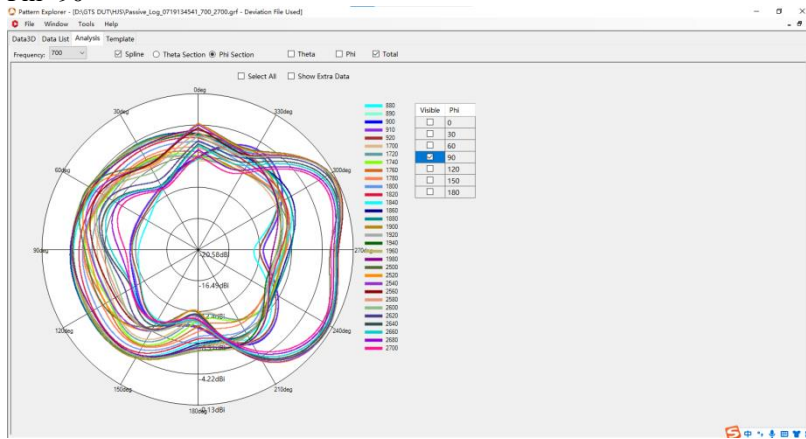 Phi=90
Pattern Explorer - [D:\GTS DUT\HJS\Passive_Log_0719134541_700_2700.grf - Deviation File Used]
File Window Tools Help
Data3D Data List Analysis Template
Frequency: 700 Spline Theta Section Phi Section Theta Phi Total
Select All Show Extra Data
0deg
30deg
330deg
60deg
300deg
90deg
270deg
120deg
240deg
150deg
210deg
180deg
-20.56dBi
-16.49dBi
-4.22dBi
880
890
900
910
920
1700
1720
1740
1760
1780
1800
1820
1840
1860
1880
1900
1920
1940
1960
1980
2500
2520
2540
2560
2580
2600
2620
2640
2660
2680
2700
Visible Phi
0
30
60
90
120
150
180
中